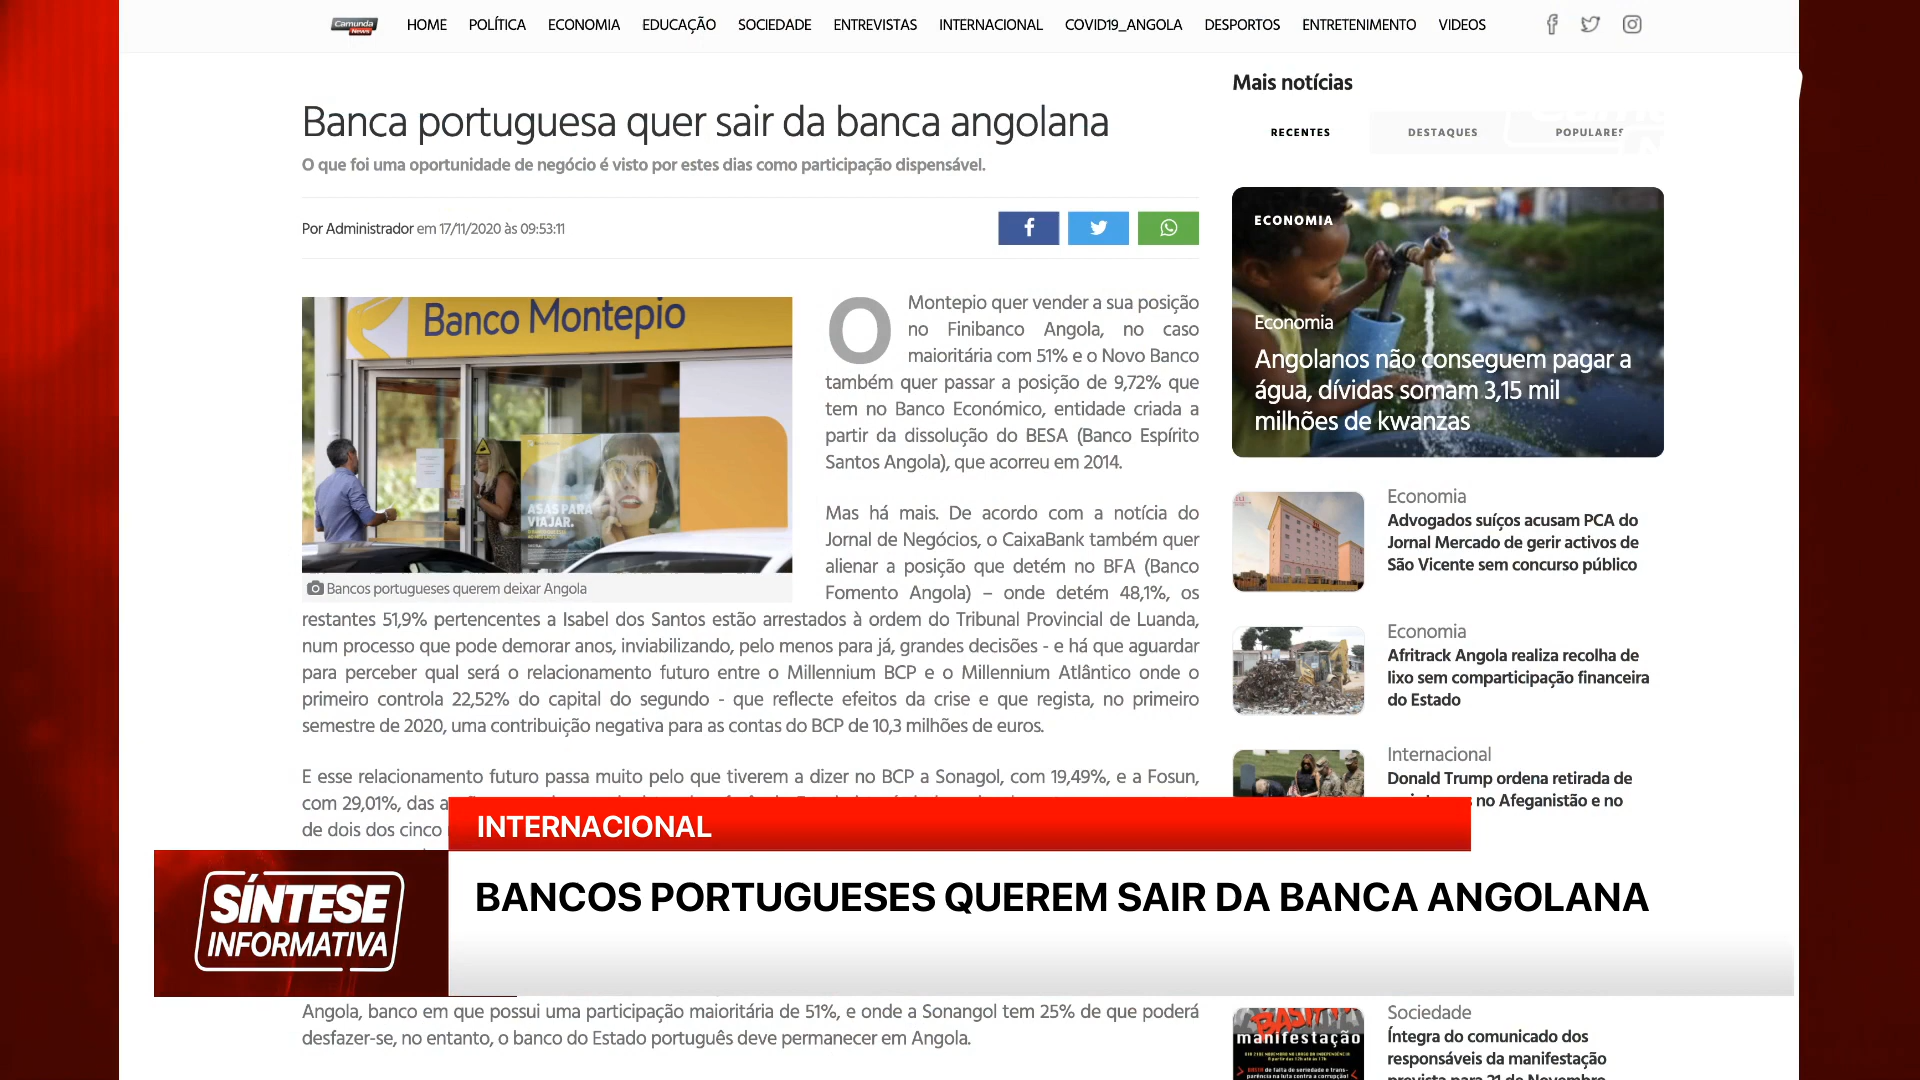 Camunda News
HOME POLÍTICA ECONOMIA EDUCAÇÃO SOCIEDADE ENTREVISTAS INTERNACIONAL COVID19_ANGOLA DESPORTOS ENTRETENIMENTO VIDEOS
Banca portuguesa quer sair da banca angolana
O que foi uma oportunidade de negócio é visto por estes dias como participação dispensável.
Por Administrador em 17/11/2020 às 09:53:11
Banco Montepio
ASAS PARA
VIAJAR.
Bancos portugueses querem deixar Angola
O Montepio quer vender a sua posição
no Finibanco Angola, no caso
maioritária com 51% e o Novo Banco
também quer passar a posição de 9,72% que
tem no Banco Económico, entidade criada a
partir da dissolução do BESA (Banco Espírito
Santos Angola), que acorreu em 2014.
Mas há mais. De acordo com a notícia do
Jornal de Negócios, o CaixaBank também quer
alienar a posição que detém no BFA (Banco
Fomento Angola) – onde detém 48,1%, os
restantes 51,9% pertencentes a Isabel dos Santos estão arrestados à ordem do Tribunal Provincial de Luanda,
num processo que pode demorar anos, inviabilizando, pelo menos para já, grandes decisões - e há que aguardar
para perceber qual será o relacionamento futuro entre o Millennium BCP e o Millennium Atlântico onde o
primeiro controla 22,52% do capital do segundo - que reflecte efeitos da crise e que regista, no primeiro
semestre de 2020, uma contribuição negativa para as contas do BCP de 10,3 milhões de euros.
E esse relacionamento futuro passa muito pelo que tiverem a dizer no BCP a Sonagol, com 19,49%, e a Fosun,
com 29,01%, das
de dois dos cinco
Angola, banco em que possui uma participação maioritária de 51%, e onde a Sonangol tem 25% de que poderá
desfazer-se, no entanto, o banco do Estado português deve permanecer em Angola.
Mais notícias
RECENTES DESTAQUES POPULARES
ECONOMIA
Economia
Angolanos não conseguem pagar a
água, dívidas somam 3,15 mil
milhões de kwanzas
Economia
Advogados suíços acusam PCA do
Jornal Mercado de gerir activos de
São Vicente sem concurso público
Economia
Afritrack Angola realiza recolha de
lixo sem comparticipação financeira
do Estado
Internacional
Donald Trump ordena retirada de
no Afeganistão e no
Sociedade
Íntegra do comunicado dos
responsáveis da manifestação
prevista para 21 de Novembro
BASTA
manifestação
INTERNACIONAL
BANCOS PORTUGUESES QUEREM SAIR DA BANCA ANGOLANA
SÍNTESE
INFORMATIVA